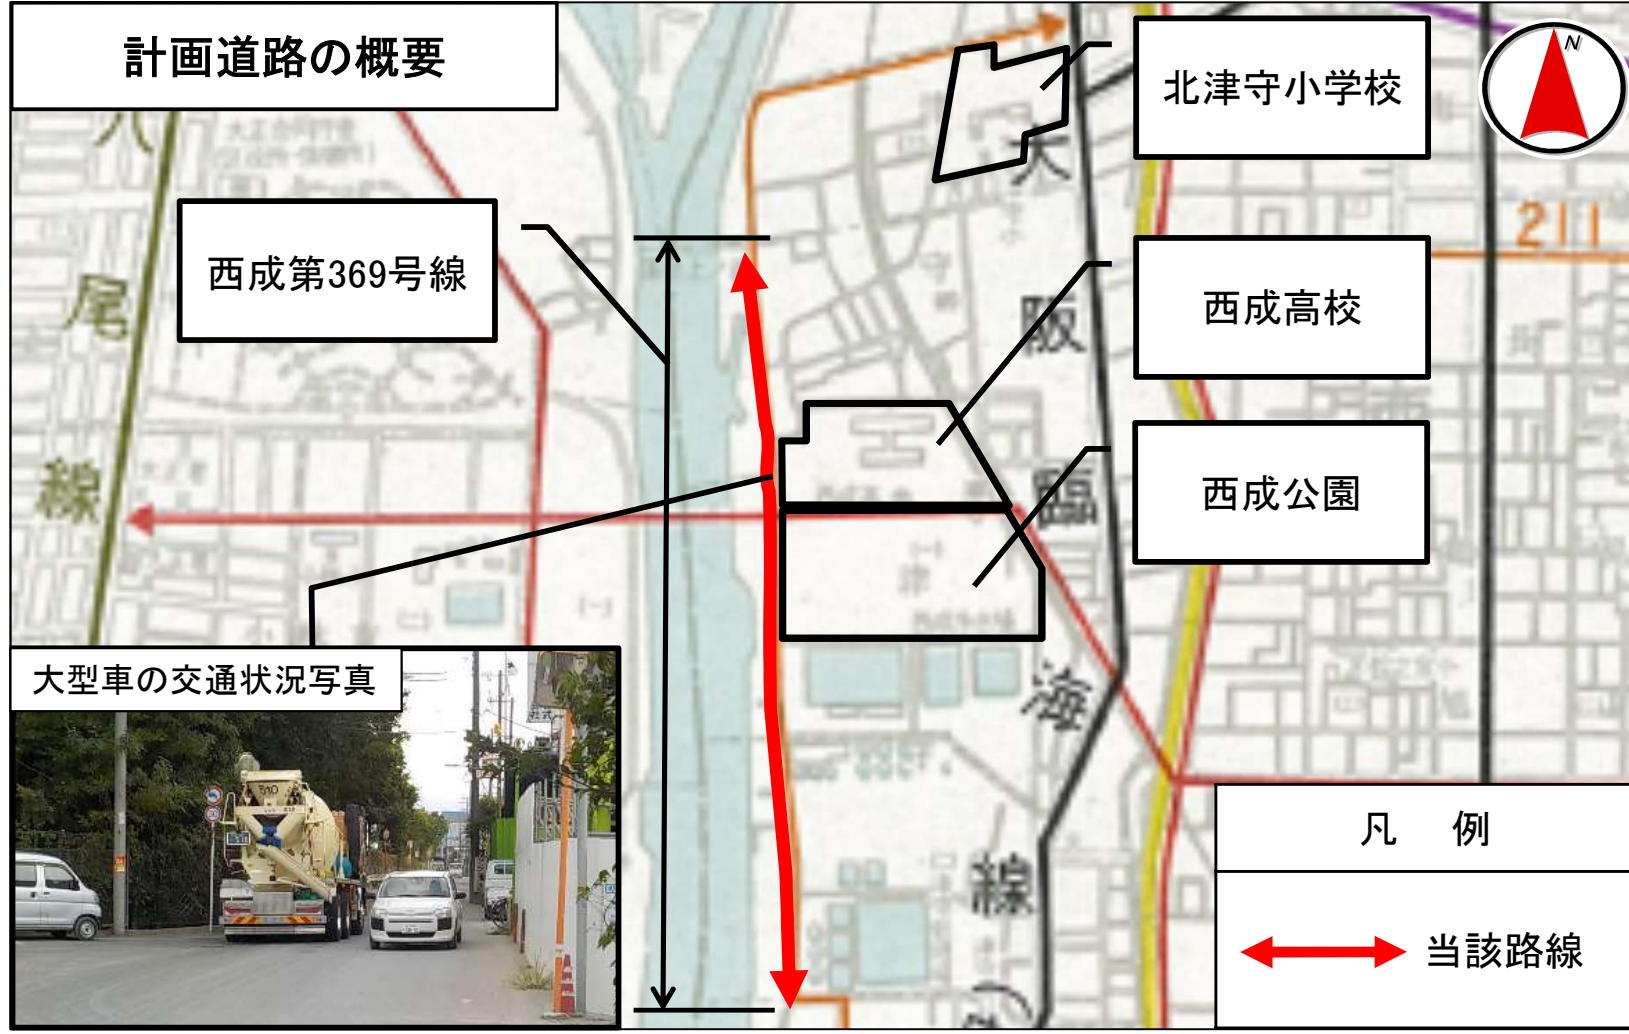 計画道路の概要
N
北津守小学校
西成第369号線
211
西成高校
西成公園
八尾線
大阪臨海線
大型車の交通状況写真
凡 例
当該路線